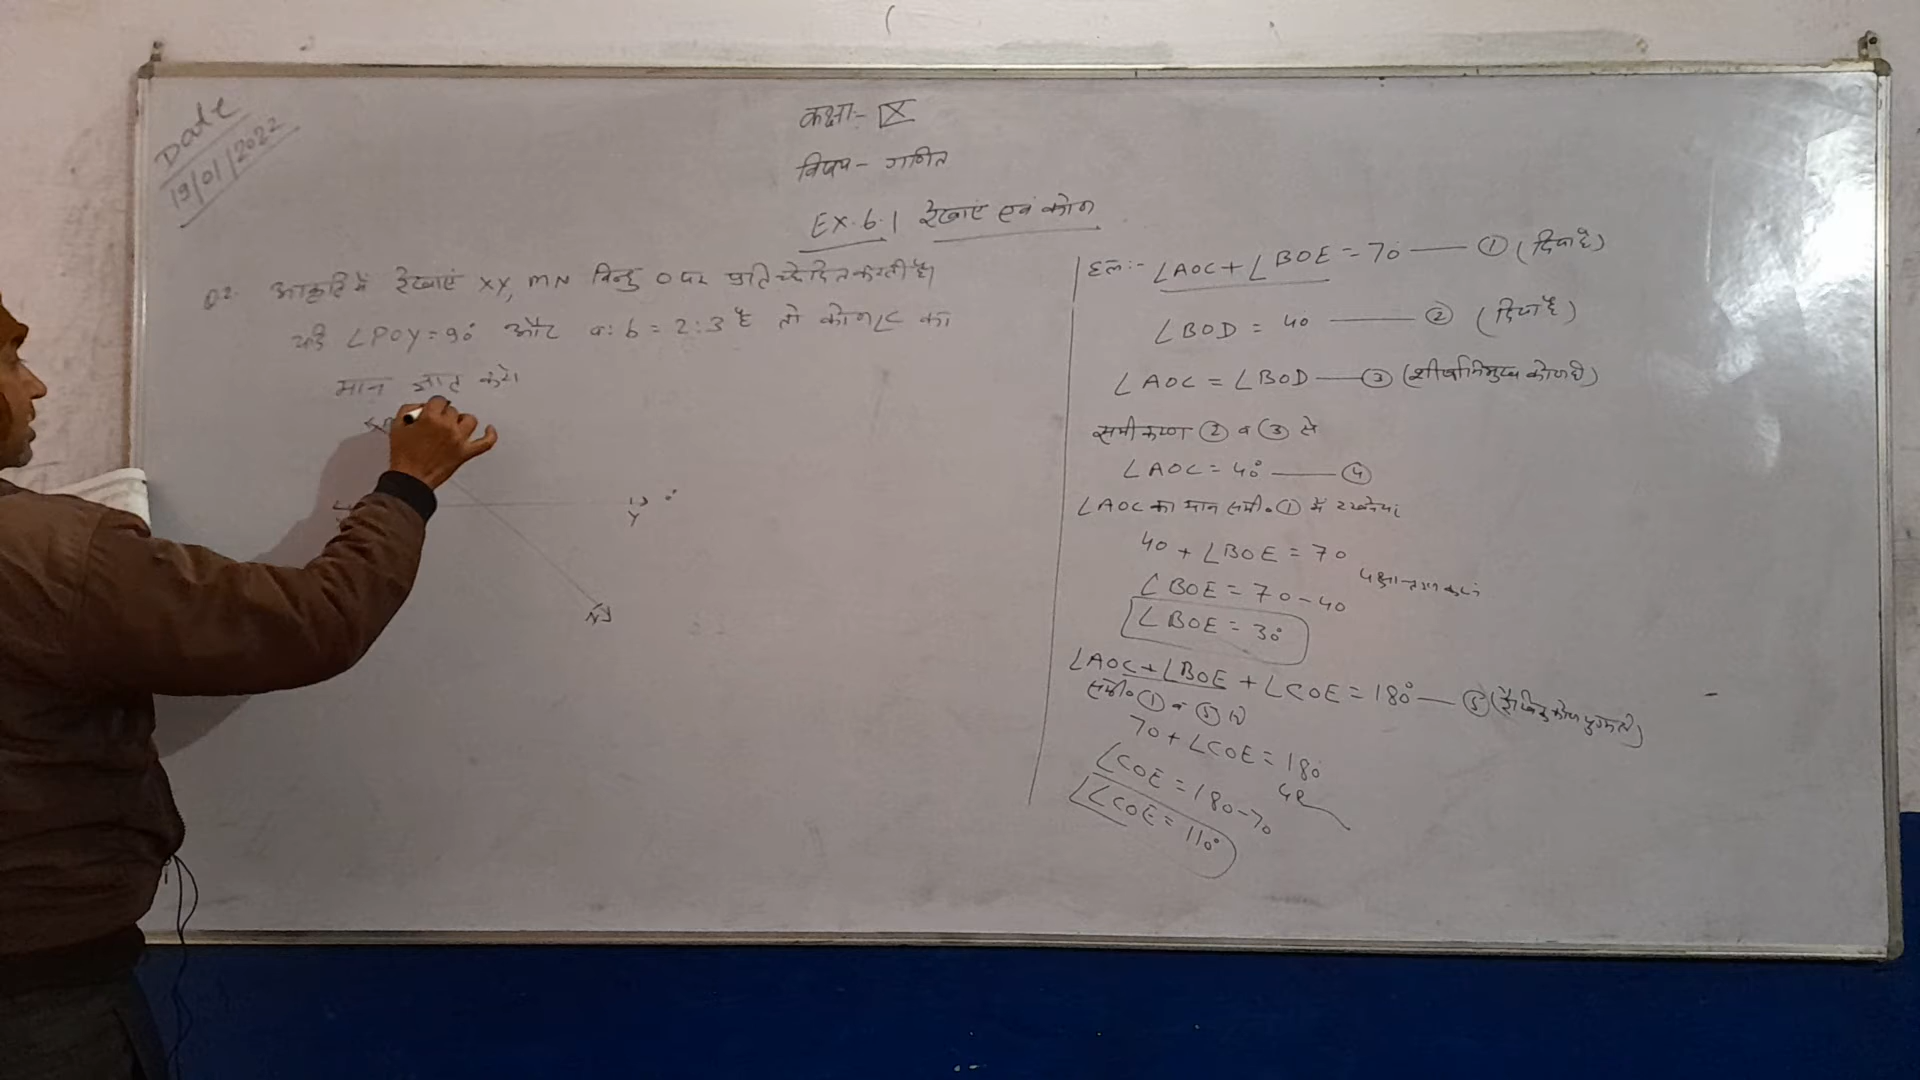 Date
19/01/2022
कक्षा:- IX
विषय - गणित
EX. 6.1 रेखाएं एवं कोण
Q2. आकृति में रेखाएं XY, MN बिन्दु O पर प्रतिच्छेदित करती है।
यदि ∠POY = 90° और a:b = 2:3 है तो कोण ∠C का
मान ज्ञात करो
Y
N
हल:- ∠AOC + ∠BOE = 70° —— ① (दिया है)
∠BOD = 40 —— ② (दिया है)
∠AOC = ∠BOD —— ③ (शीर्षाभिमुख कोण से)
समीकरण ② व ③ से
∠AOC = 40° —— ④
∠AOC का मान समी० ① में रखने पर
40 + ∠BOE = 70
पक्षान्तरण करने
∠BOE = 70 - 40
∠BOE = 30°
∠AOC + ∠BOE + ∠COE = 180° —— ⑤ (रैखिक कोण युग्म से)
समी० ① व ⑤ से
70 + ∠COE = 180
∠COE = 180 - 70
∠COE = 110°